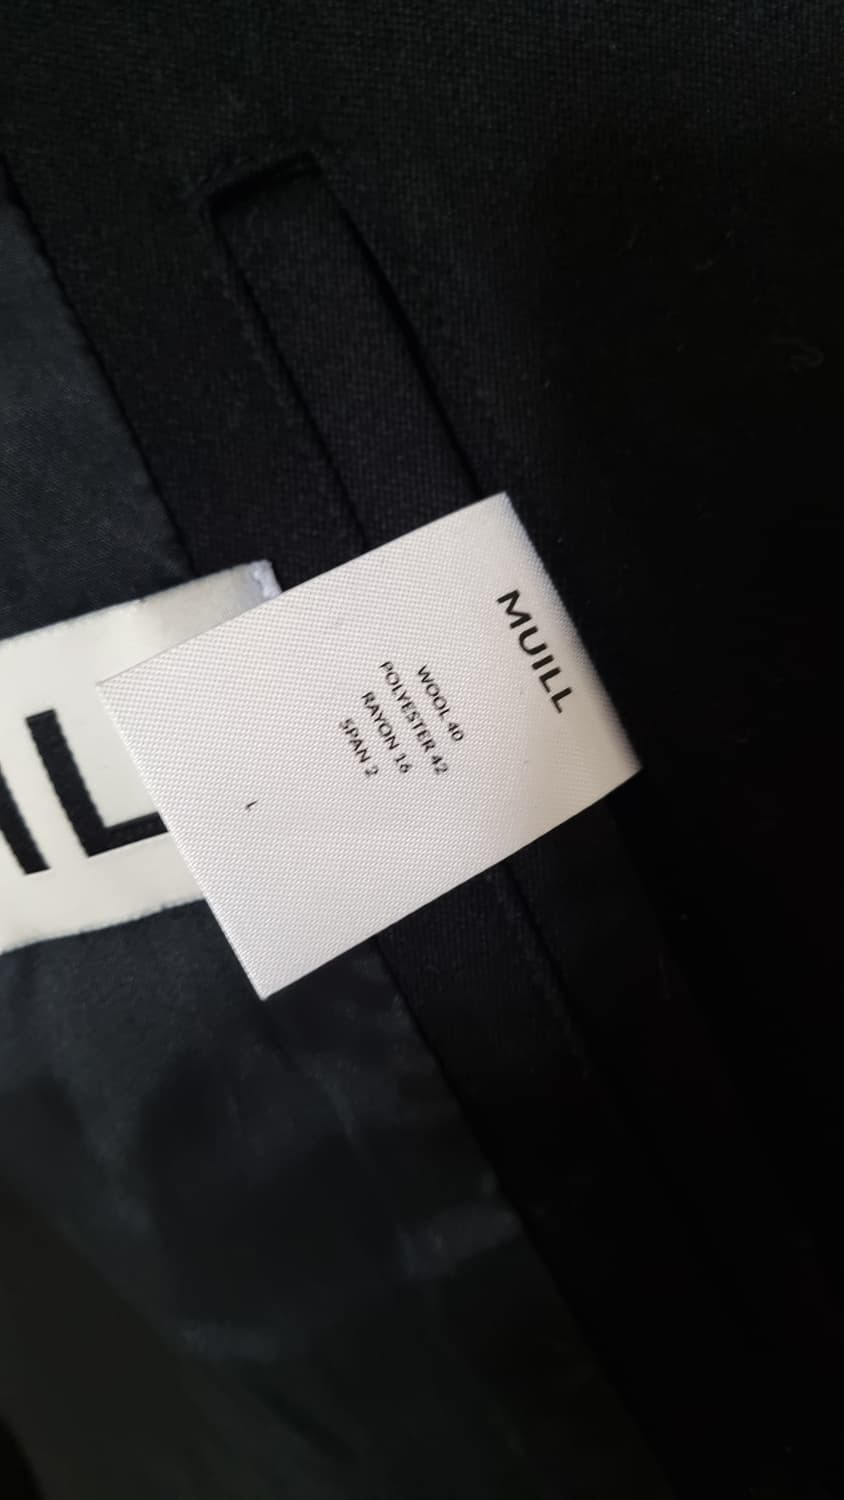 MUILL
WOOL 40
POLYESTER 42
RAYON 16
SPAN 2
L
IL